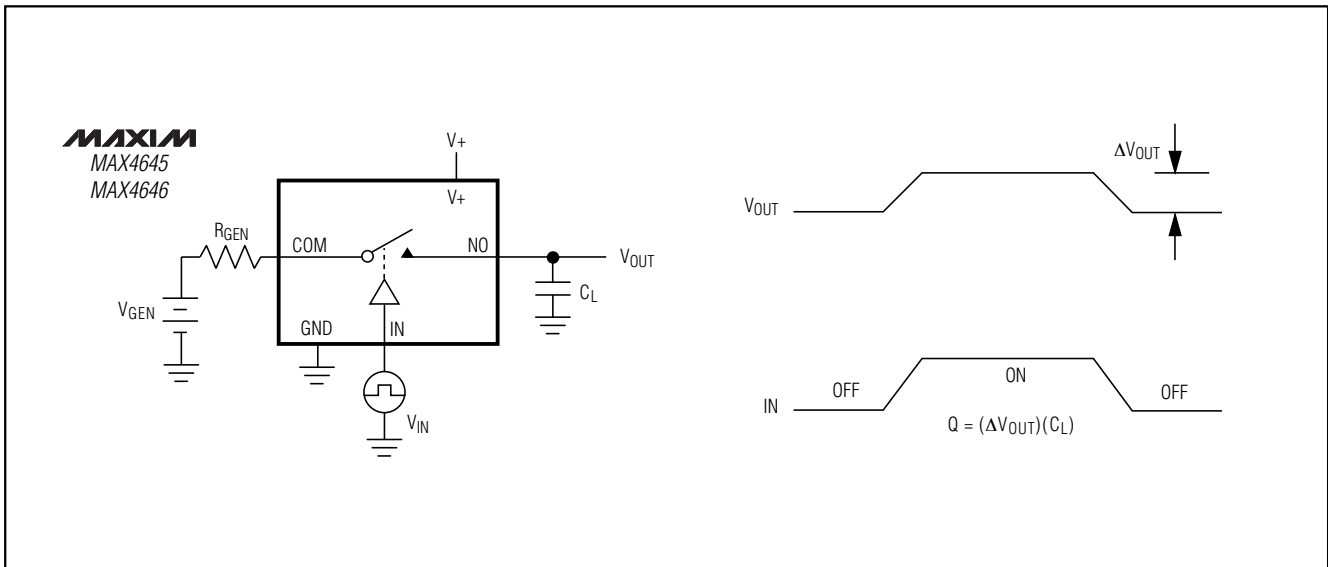 MAXIM
MAX4645
MAX4646
V+
V+
RGEN
COM
NO
VOUT
CL
VGEN
GND
IN
VIN
ΔVOUT
VOUT
IN
OFF
ON
OFF
Q = (ΔVOUT)(CL)